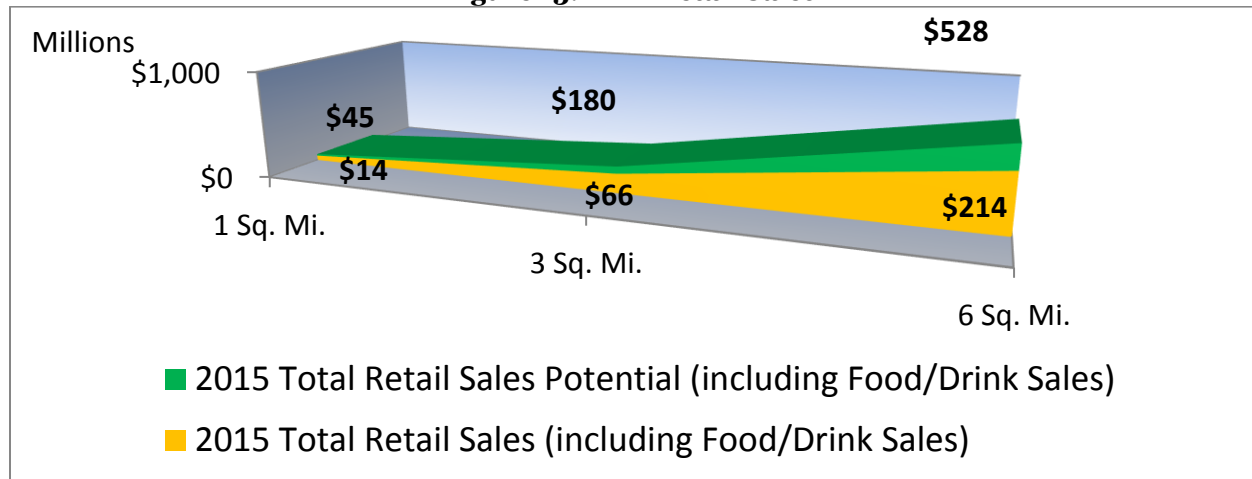 Millions
$528
$1,000
$180
$45
$0
$14
$66
$214
1 Sq. Mi.
3 Sq. Mi.
6 Sq. Mi.
2015 Total Retail Sales Potential (including Food/Drink Sales)
2015 Total Retail Sales (including Food/Drink Sales)